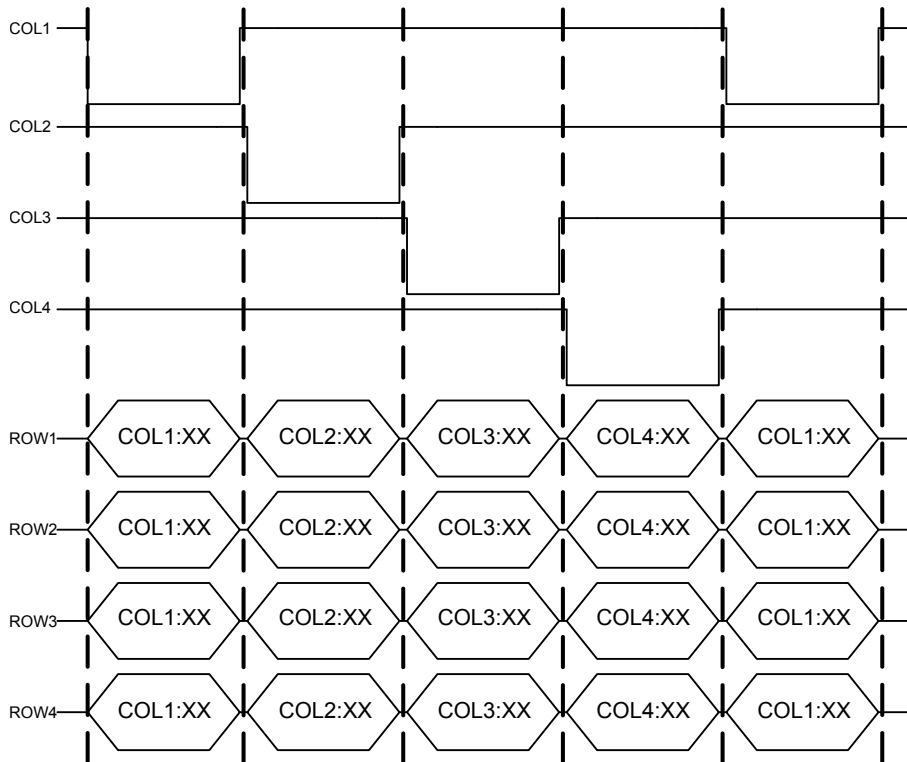 COL1
COL2
COL3
COL4
ROW1 COL1:XX COL2:XX COL3:XX COL4:XX COL1:XX
ROW2 COL1:XX COL2:XX COL3:XX COL4:XX COL1:XX
ROW3 COL1:XX COL2:XX COL3:XX COL4:XX COL1:XX
ROW4 COL1:XX COL2:XX COL3:XX COL4:XX COL1:XX